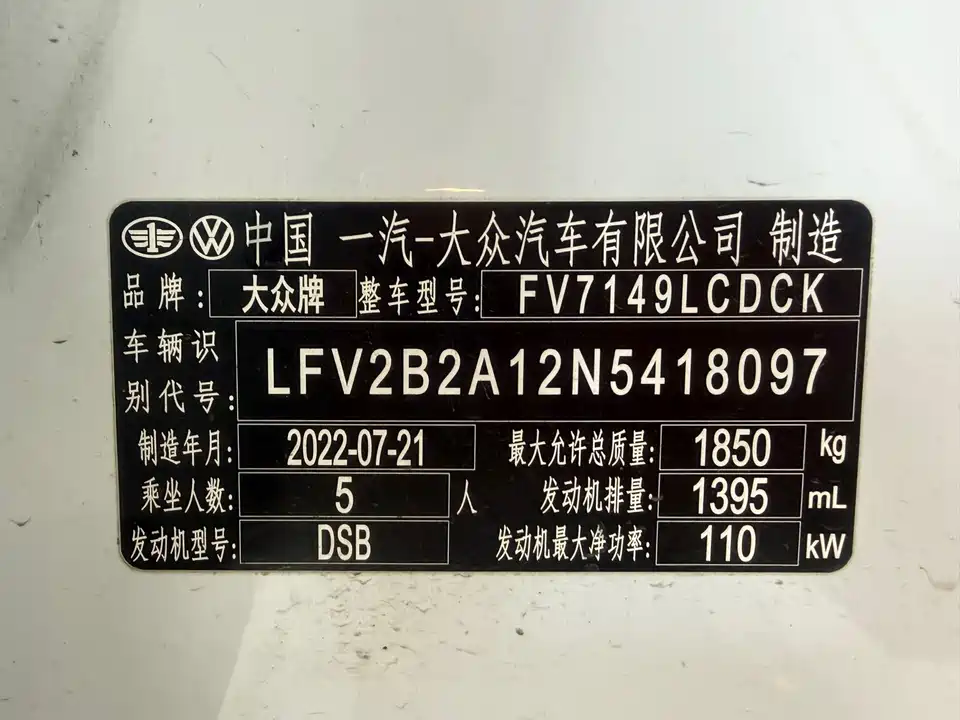 中国 一汽-大众汽车有限公司 制造
品牌: 大众牌 整车型号: FV7149LCDCK
车辆识别代号: LFV2B2A12N5418097
制造年月: 2022-07-21 最大允许总质量: 1850 kg
乘坐人数: 5 人 发动机排量: 1395 mL
发动机型号: DSB 发动机最大净功率: 110 kW